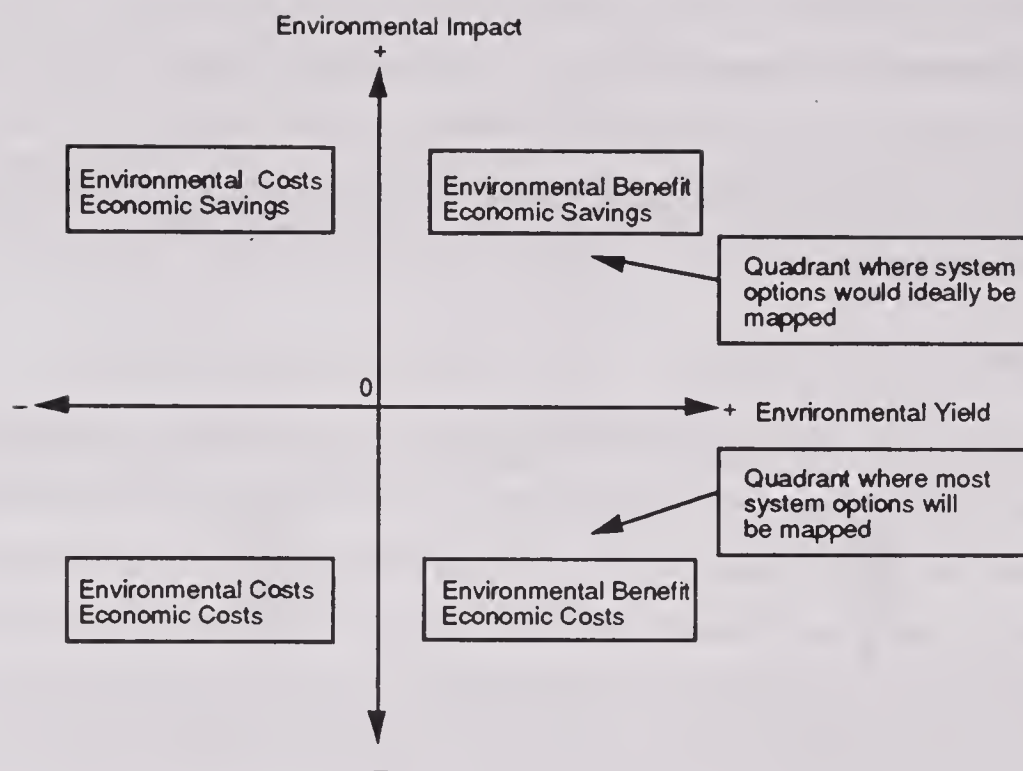 Environmental Impact
+
Environmental Costs
Economic Savings
Environmental Benefit
Economic Savings
Quadrant where system
options would ideally be
mapped
0
–
+ Envrironmental Yield
Quadrant where most
system options will
be mapped
Environmental Costs
Economic Costs
Environmental Benefit
Economic Costs